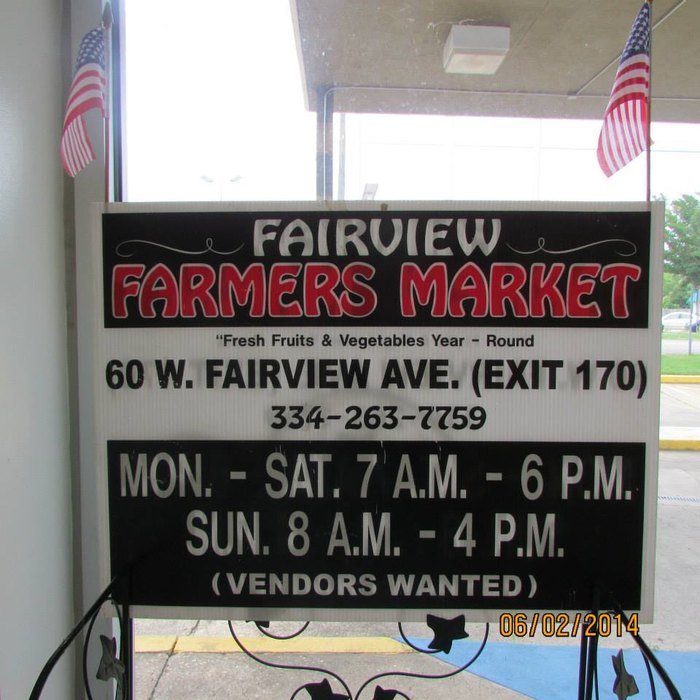 FAIRVIEW
FARMERS MARKET
“Fresh Fruits & Vegetables Year - Round
60 W. FAIRVIEW AVE. (EXIT 170)
334-263-7759
MON. - SAT. 7 A.M. - 6 P.M.
SUN. 8 A.M. - 4 P.M.
(VENDORS WANTED)
06/02/2014